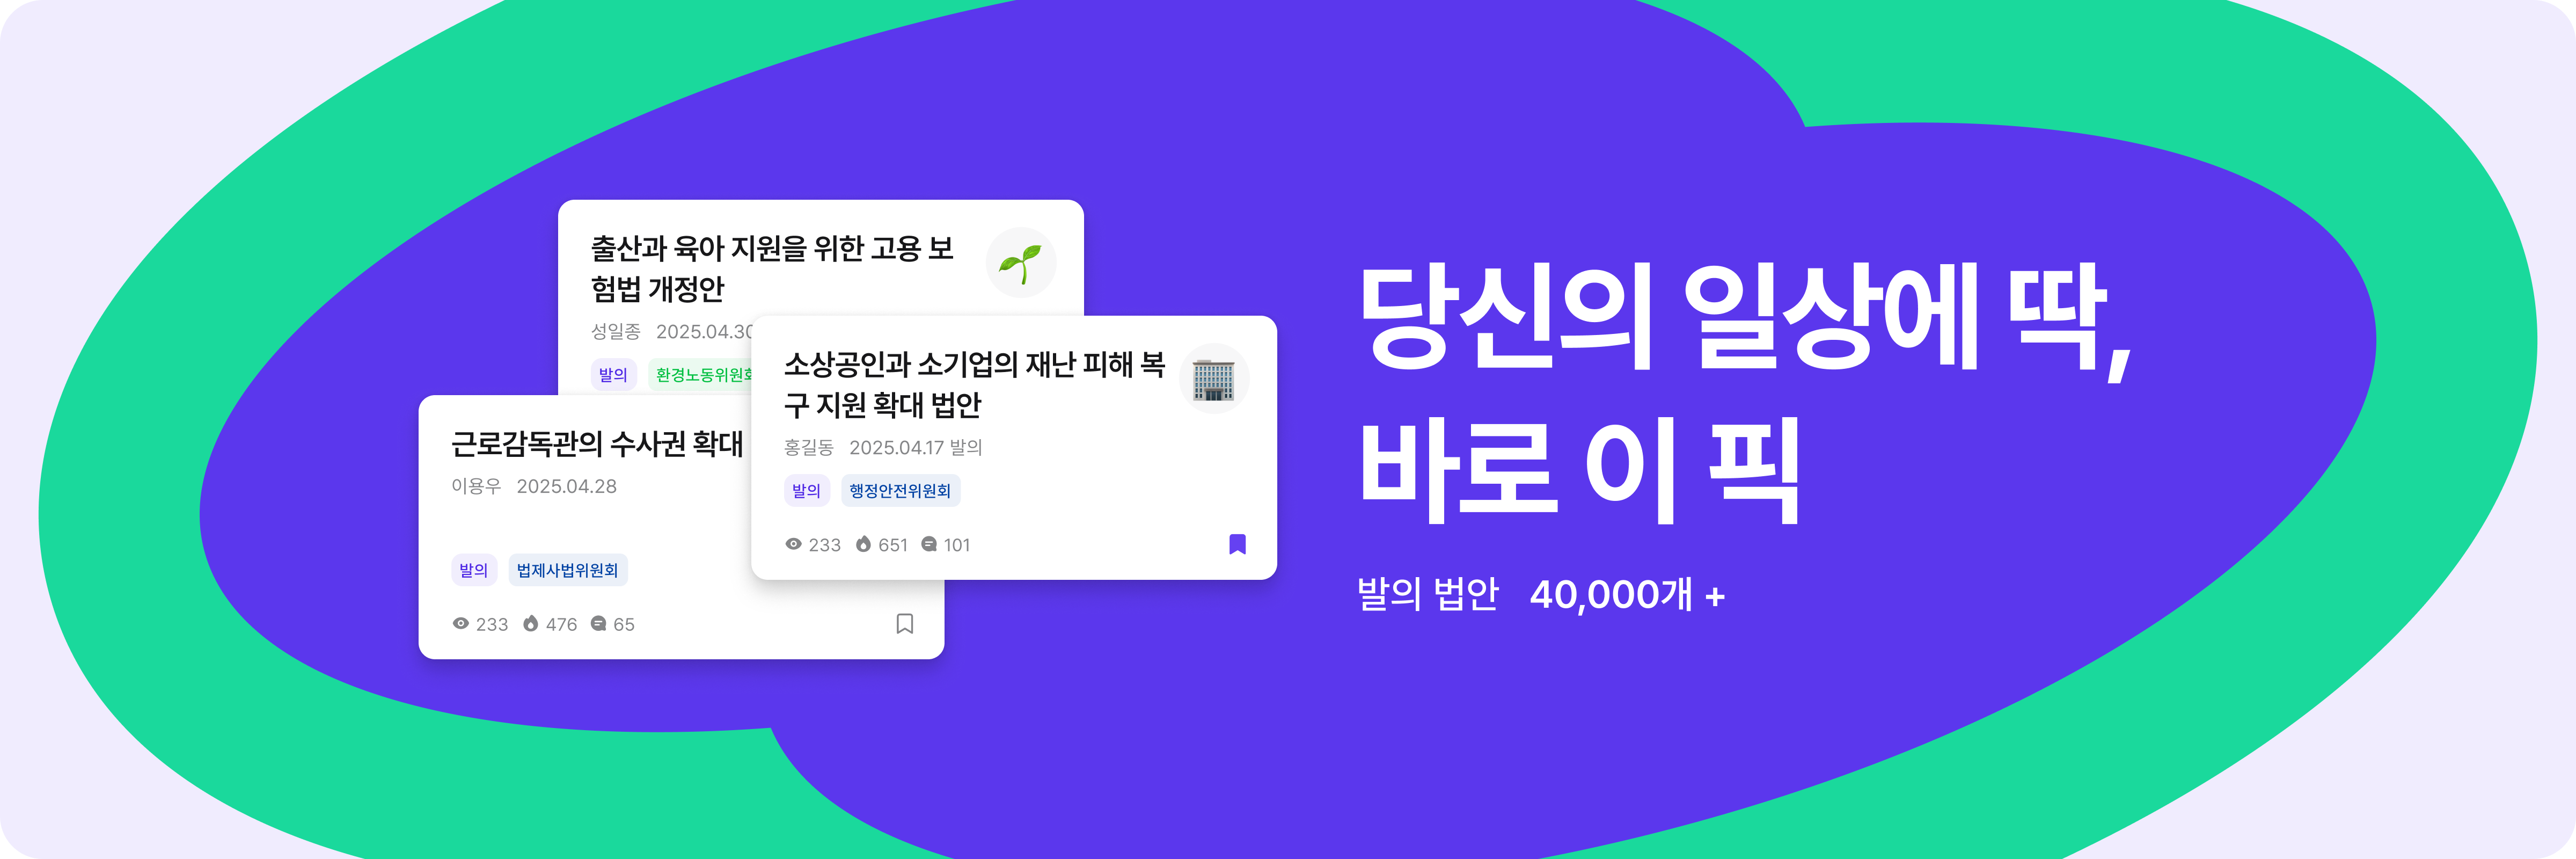 출산과 육아 지원을 위한 고용 보
험법 개정안
성일종 2025.04.30
발의 환경노동위원회
근로감독관의 수사권 확대
이용우 2025.04.28
발의 법제사법위원회
233 476 65
소상공인과 소기업의 재난 피해 복
구 지원 확대 법안
홍길동 2025.04.17 발의
발의 행정안전위원회
233 651 101
당신의 일상에 딱,
바로 이 픽
발의 법안 40,000개 +